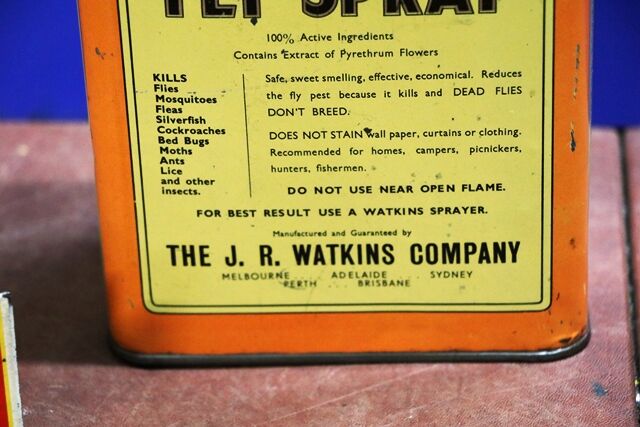 FLY SPRAY
100% Active Ingredients
Contains Extract of Pyrethrum Flowers
KILLS
Flies
Mosquitoes
Fleas
Silverfish
Cockroaches
Bed Bugs
Moths
Ants
Lice
and other
insects.
Safe, sweet smelling, effective, economical. Reduces
the fly pest because it kills and DEAD FLIES
DON'T BREED.
DOES NOT STAIN wall paper, curtains or clothing.
Recommended for homes, campers, picnickers,
hunters, fishermen.
DO NOT USE NEAR OPEN FLAME.
FOR BEST RESULT USE A WATKINS SPRAYER.
Manufactured and Guaranteed by
THE J. R. WATKINS COMPANY
MELBOURNE ADELAIDE SYDNEY
PERTH BRISBANE